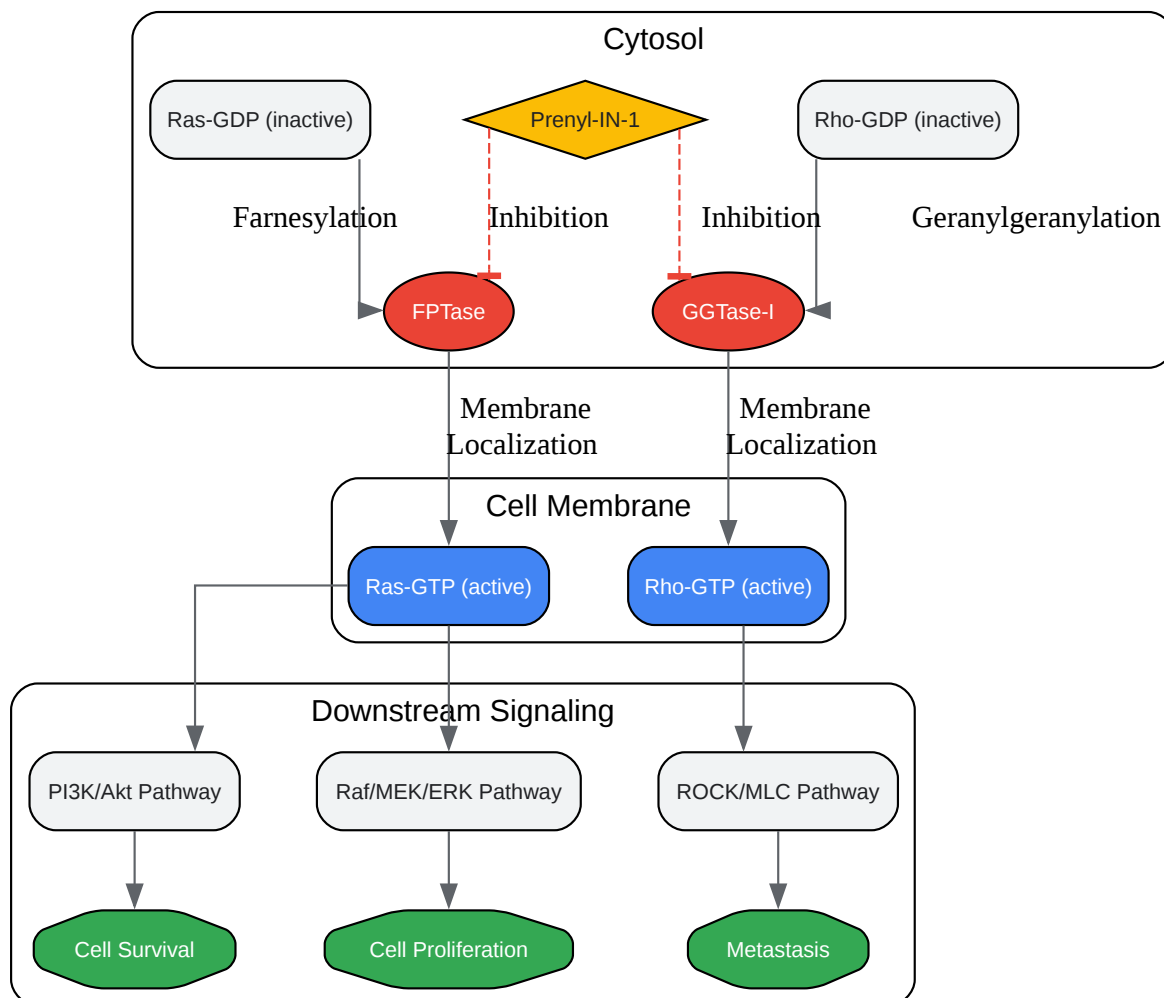 Cytosol
Ras-GDP (inactive)
Prenyl-IN-1
Rho-GDP (inactive)
Farnesylation
Inhibition
Inhibition
Geranylgeranylation
FPTase
GGTase-I
Membrane
Localization
Membrane
Localization
Cell Membrane
Ras-GTP (active)
Rho-GTP (active)
Downstream Signaling
PI3K/Akt Pathway
Raf/MEK/ERK Pathway
ROCK/MLC Pathway
Cell Survival
Cell Proliferation
Metastasis